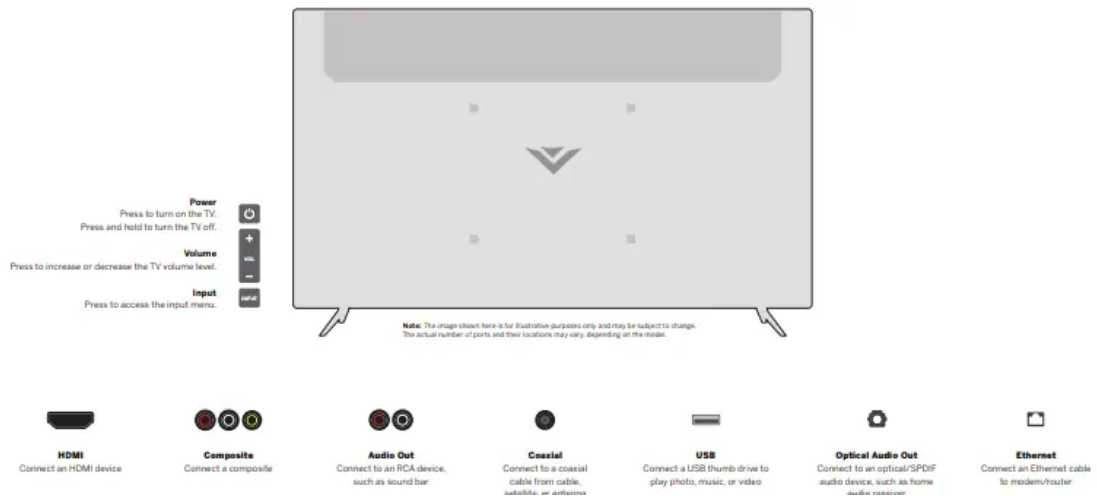 Power
Press to turn on the TV.
Press and hold to turn the TV off.
+
VOL
–
Volume
Press to increase or decrease the TV volume level.
Input
Press to access the input menu.
INPUT
Note: The image shown here is for illustrative purposes only and may be subject to change.
The actual number of ports and their locations may vary, depending on the model.
HDMI
Connect an HDMI device
Composite
Connect a composite
Audio Out
Connect to an RCA device,
such as sound bar
Coaxial
Connect to a coaxial
cable from cable,
satellite, or antenna
USB
Connect a USB thumb drive to
play photo, music, or video
Optical Audio Out
Connect to an optical/SPDIF
audio device, such as home
audio receiver
Ethernet
Connect an Ethernet cable
to modem/router